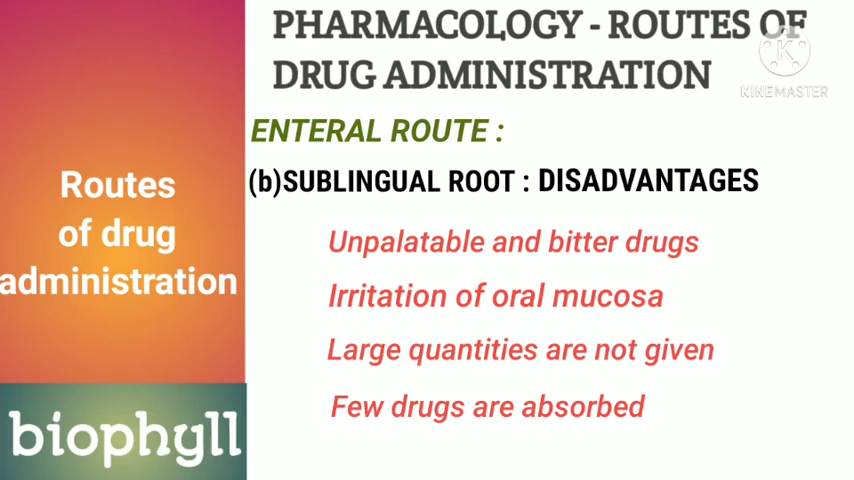 PHARMACOLOGY - ROUTES OF
DRUG ADMINISTRATION
KINEMASTER
ENTERAL ROUTE :
(b)SUBLINGUAL ROOT : DISADVANTAGES
Routes
of drug
administration
Unpalatable and bitter drugs
Irritation of oral mucosa
Large quantities are not given
Few drugs are absorbed
biophyll